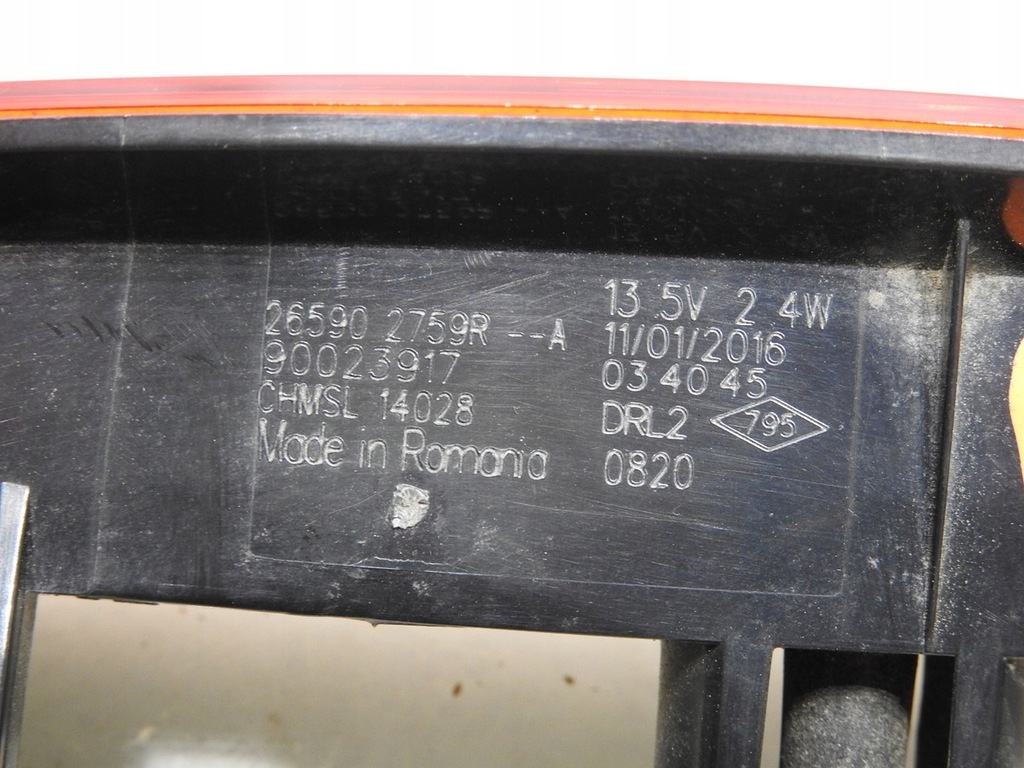 26590 2759R --A
90023917
CHMSL 14028
Made in Romania
13.5V 2.4W
11/01/2016
03 40 45
DRL2 795
0820